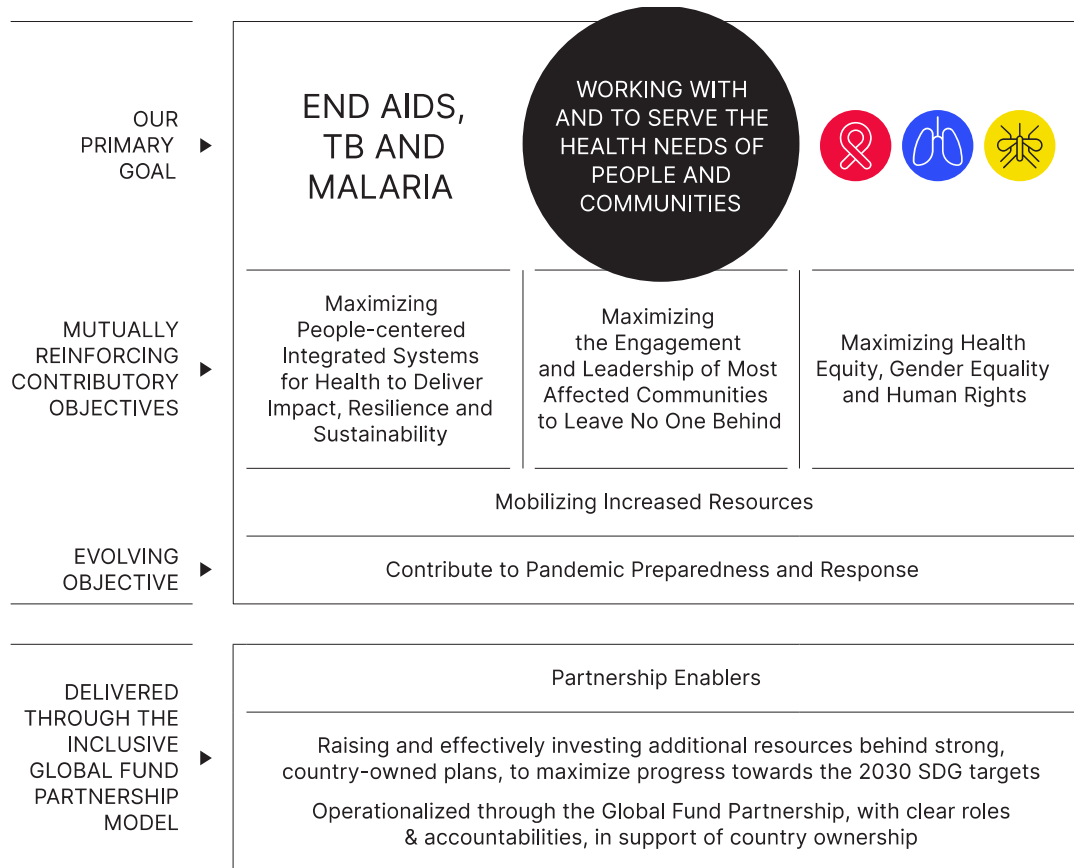 OUR
PRIMARY
GOAL
END AIDS,
TB AND
MALARIA
WORKING WITH
AND TO SERVE THE
HEALTH NEEDS OF
PEOPLE AND
COMMUNITIES
MUTUALLY
REINFORCING
CONTRIBUTORY
OBJECTIVES
Maximizing
People-centered
Integrated Systems
for Health to Deliver
Impact, Resilience and
Sustainability
Maximizing
the Engagement
and Leadership of Most
Affected Communities
to Leave No One Behind
Maximizing Health
Equity, Gender Equality
and Human Rights
Mobilizing Increased Resources
EVOLVING
OBJECTIVE
Contribute to Pandemic Preparedness and Response
DELIVERED
THROUGH THE
INCLUSIVE
GLOBAL FUND
PARTNERSHIP
MODEL
Partnership Enablers
Raising and effectively investing additional resources behind strong,
country-owned plans, to maximize progress towards the 2030 SDG targets
Operationalized through the Global Fund Partnership, with clear roles
& accountabilities, in support of country ownership